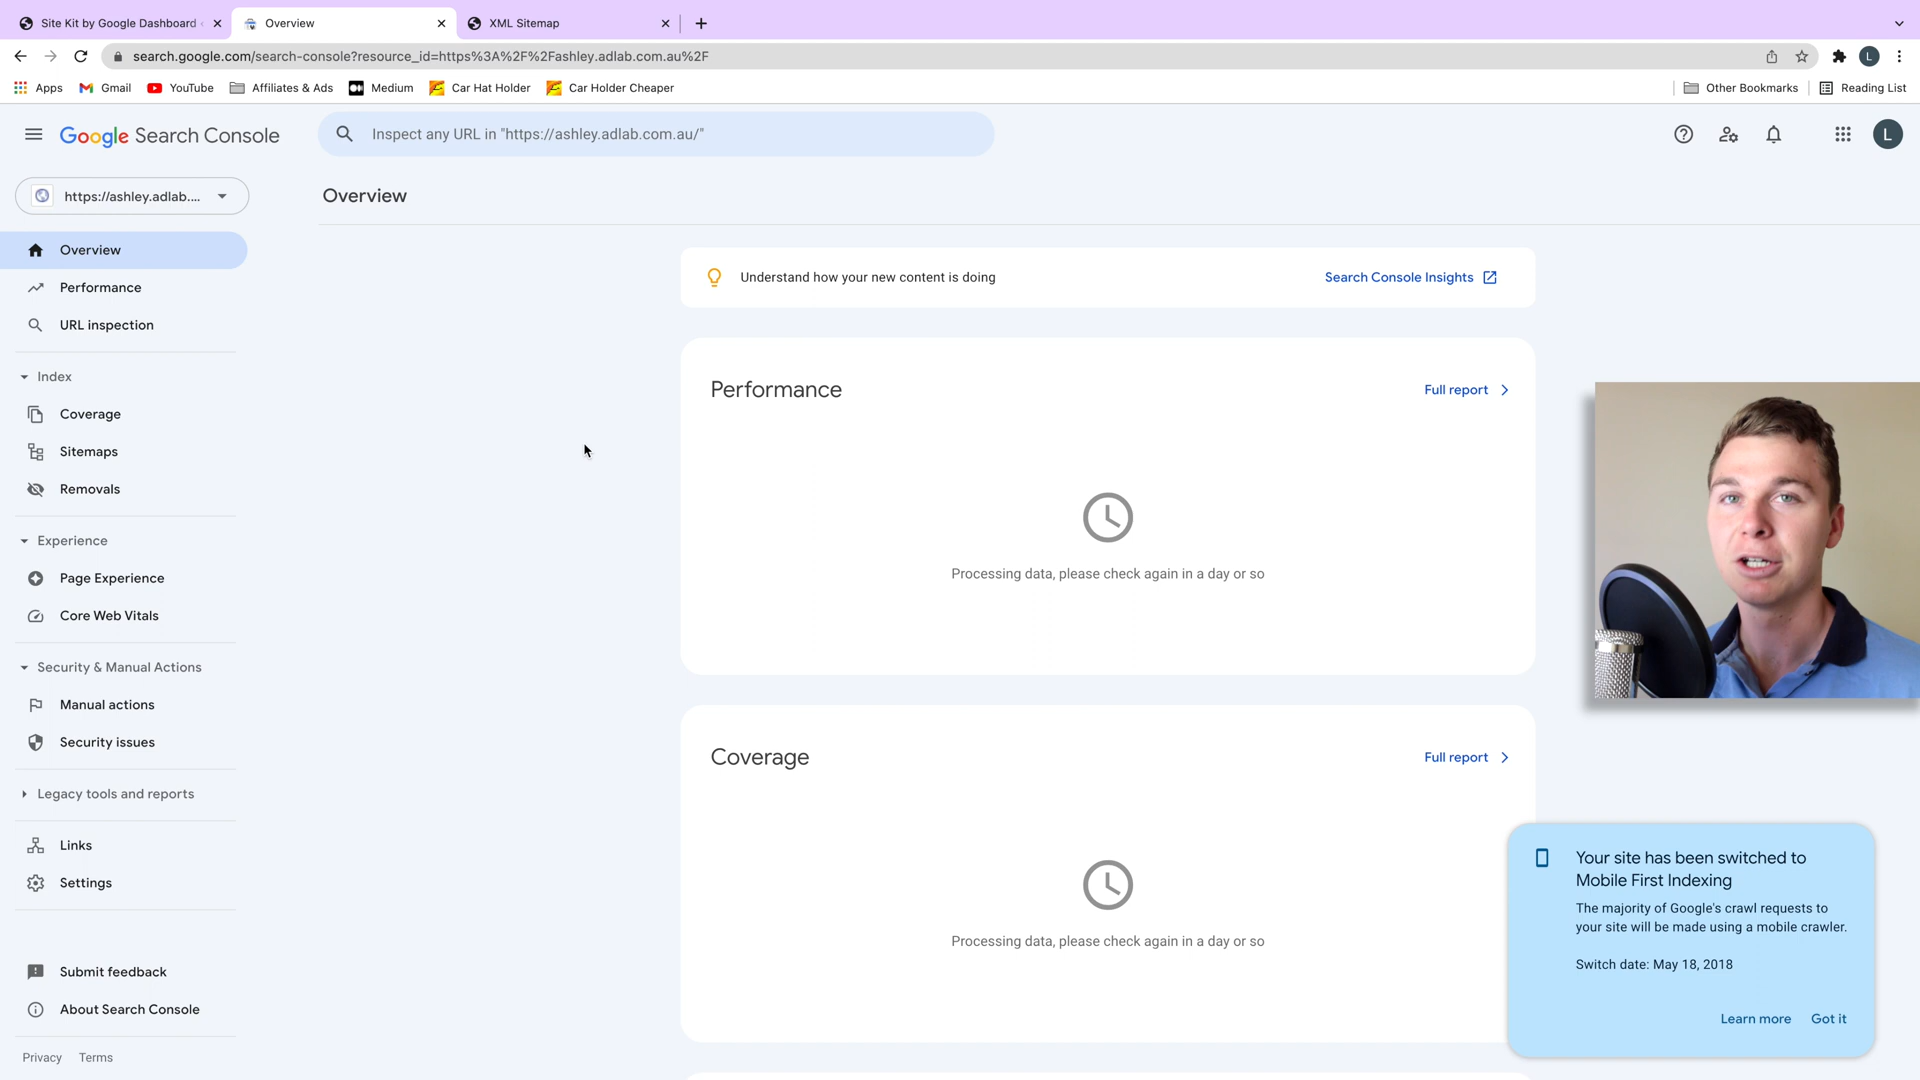 Site Kit by Google Dashboard
Overview
XML Sitemap
search.google.com/search-console?resource_id=https%3A%2F%2Fashley.adlab.com.au%2F
Apps
Gmail
YouTube
Affiliates & Ads
Medium
Car Hat Holder
Car Holder Cheaper
Other Bookmarks
Reading List
Google Search Console
Inspect any URL in "https://ashley.adlab.com.au/"
L
L
https://ashley.adlab....
Overview
Overview
Performance
URL inspection
Index
Coverage
Sitemaps
Removals
Experience
Page Experience
Core Web Vitals
Security & Manual Actions
Manual actions
Security issues
Legacy tools and reports
Links
Settings
Submit feedback
About Search Console
Privacy Terms
Understand how your new content is doing
Search Console Insights
Performance
Full report
Processing data, please check again in a day or so
Coverage
Full report
Processing data, please check again in a day or so
Your site has been switched to
Mobile First Indexing
The majority of Google's crawl requests to
your site will be made using a mobile crawler.
Switch date: May 18, 2018
Learn more Got it